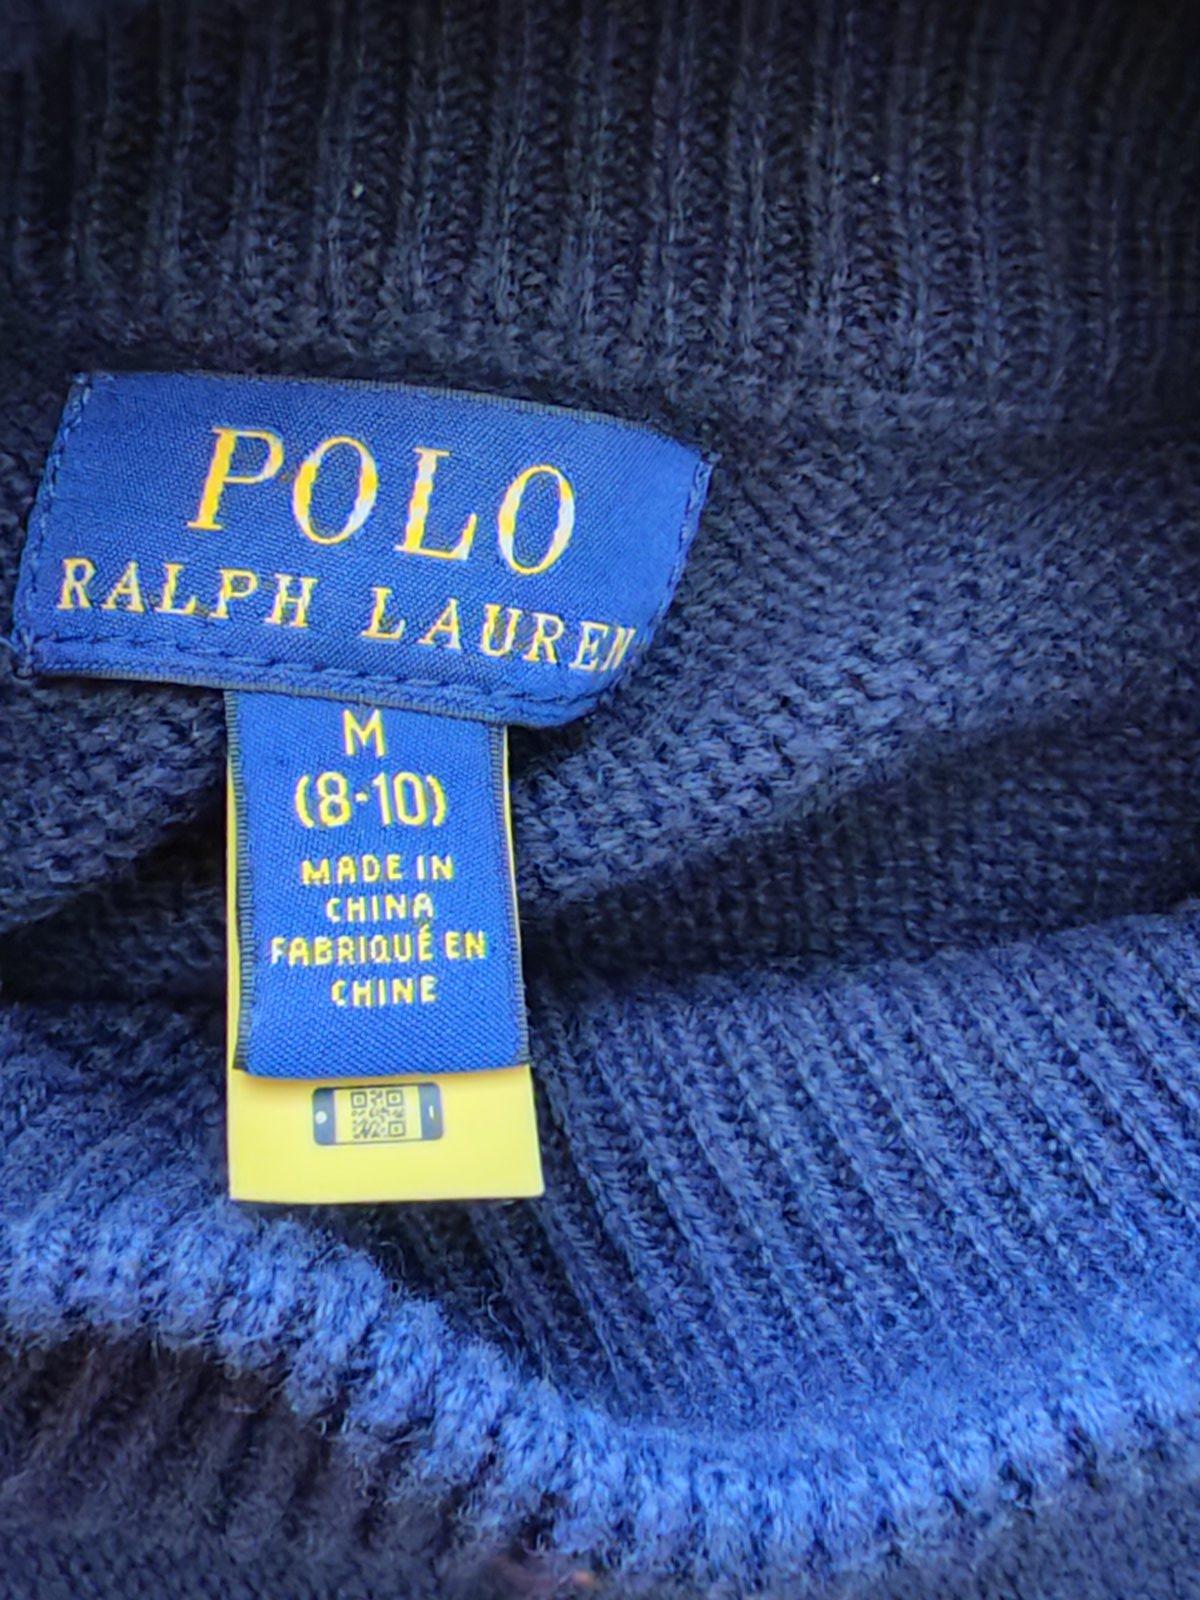 POLO
RALPH LAUREN
M
(8-10)
MADE IN
CHINA
FABRIQUÉ EN
CHINE